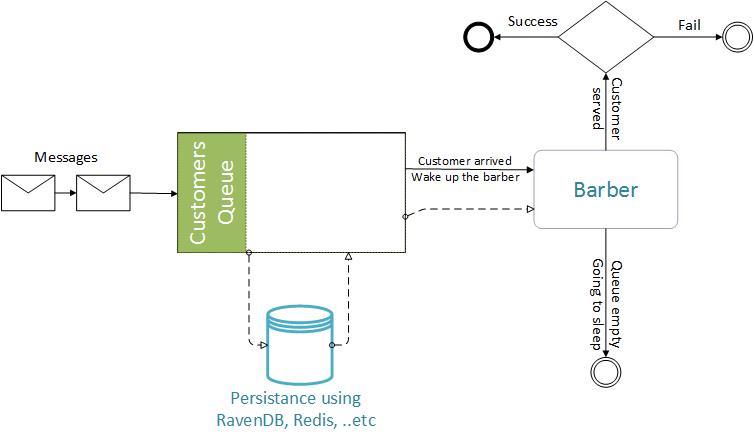 Success
Fail
Customer
served
Messages
Customers
Queue
Customer arrived
Wake up the barber
Barber
Queue empty
Going to sleep
Persistance using
RavenDB, Redis, ..etc